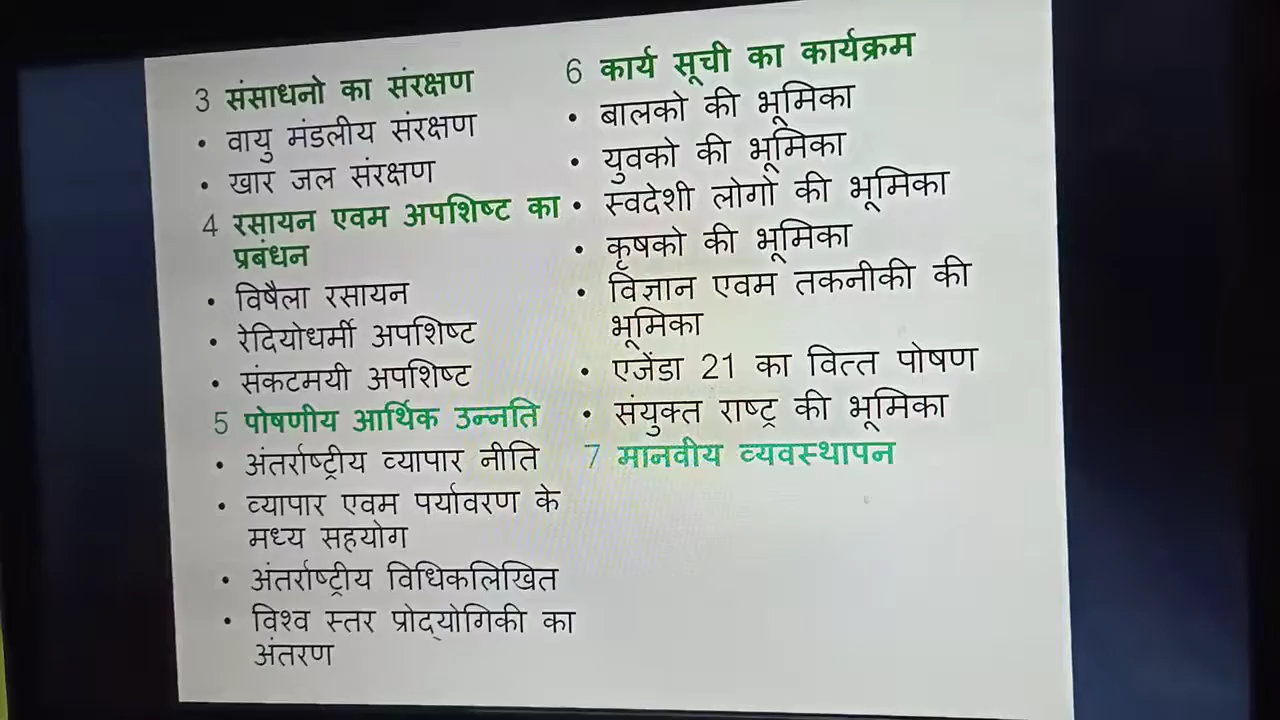 3 संसाधनो का संरक्षण
• वायु मंडलीय संरक्षण
• खार जल संरक्षण
4 रसायन एवम अपशिष्ट का
प्रबंधन
• विषैला रसायन
• रेदियोधर्मी अपशिष्ट
• संकटमयी अपशिष्ट
5 पोषणीय आर्थिक उन्नति
• अंतर्राष्ट्रीय व्यापार नीति
• व्यापार एवम पर्यावरण के
मध्य सहयोग
• अंतर्राष्ट्रीय विधिकलिखित
• विश्व स्तर प्रोद्योगिकी का
अंतरण
6 कार्य सूची का कार्यक्रम
• बालको की भूमिका
• युवको की भूमिका
• स्वदेशी लोगो की भूमिका
• कृषको की भूमिका
• विज्ञान एवम तकनीकी की
भूमिका
• एजेंडा 21 का वित्त पोषण
• संयुक्त राष्ट्र की भूमिका
7 मानवीय व्यवस्थापन